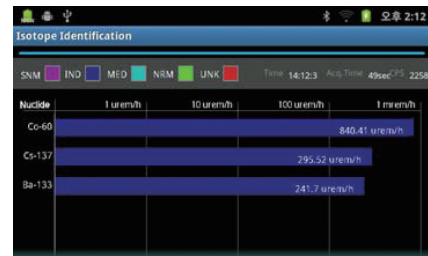 오후 2:12
Isotope Identification
SNM IND MED NRM UNK Time 14:12:3 Acq.Time 49sec CPS 2258
Nuclide 1 urem/h 10 urem/h 100 urem/h 1 mrem/h
Co-60 840.41 urem/h
Cs-137 295.52 urem/h
Ba-133 241.7 urem/h